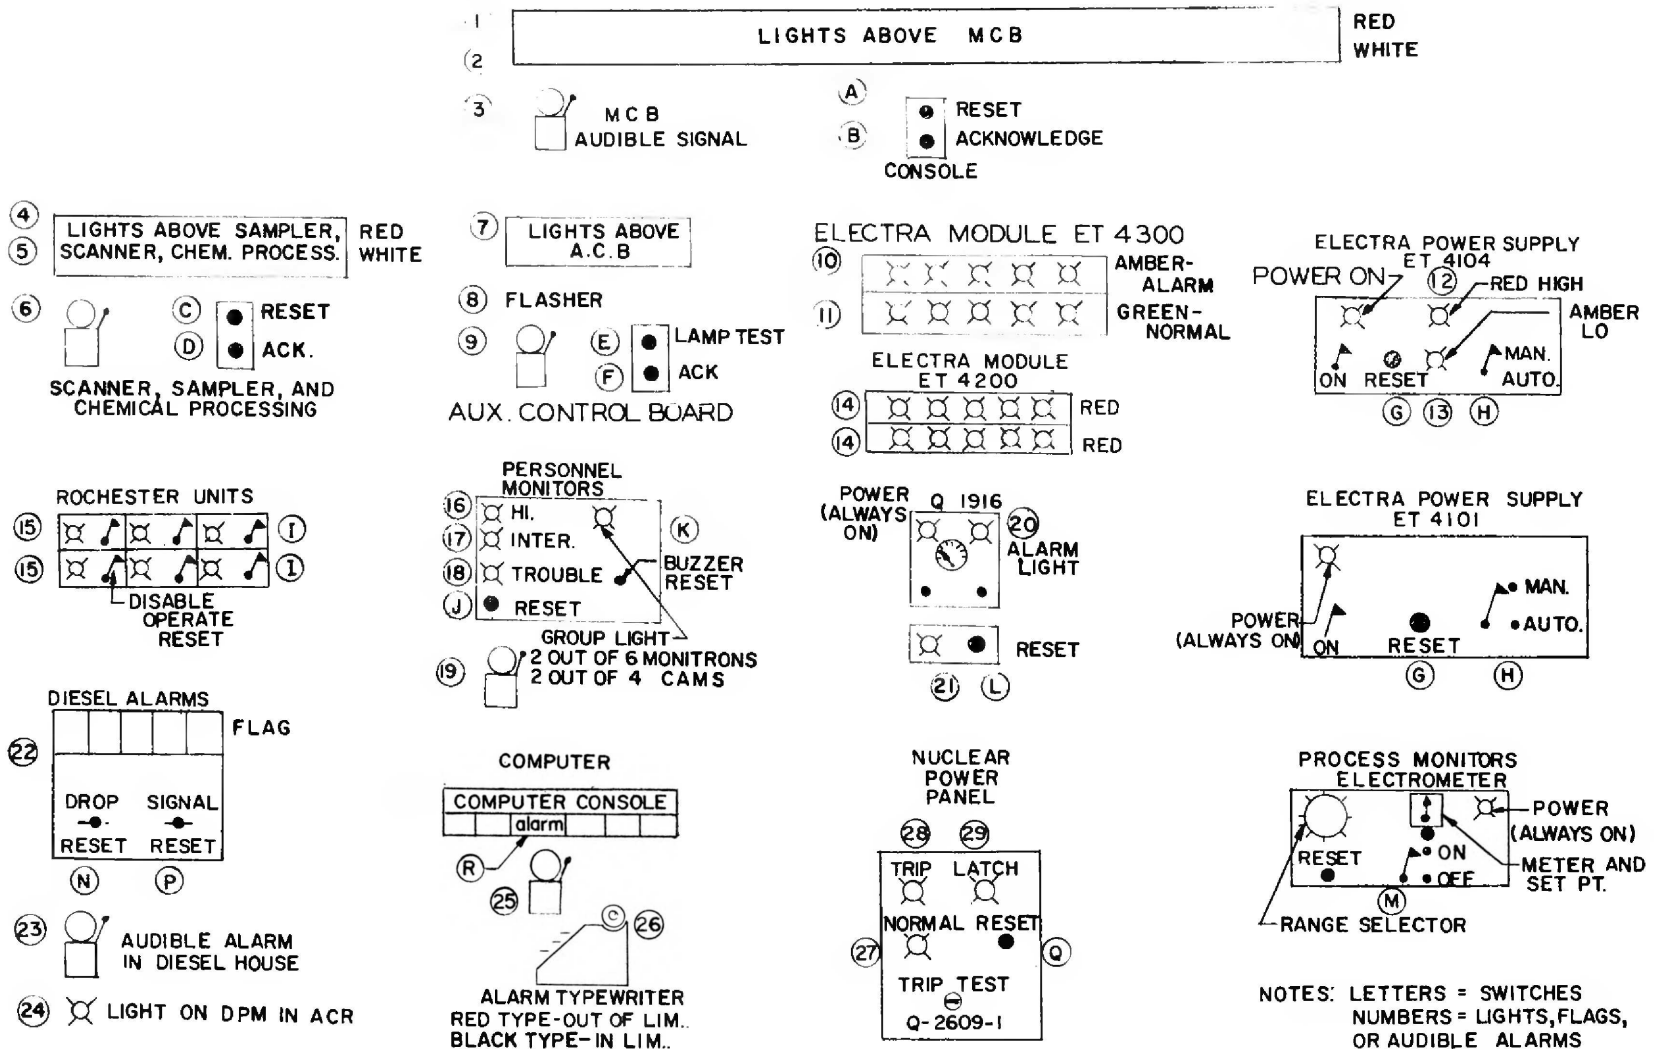 1
LIGHTS ABOVE MCB
RED
2
WHITE
3
MCB
AUDIBLE SIGNAL
A
RESET
B
ACKNOWLEDGE
CONSOLE
4
LIGHTS ABOVE SAMPLER,
RED
5
SCANNER, CHEM. PROCESS.
WHITE
6
C
RESET
D
ACK.
SCANNER, SAMPLER, AND
CHEMICAL PROCESSING
7
LIGHTS ABOVE
A.C.B
8
FLASHER
9
E
LAMP TEST
F
ACK
AUX. CONTROL BOARD
ELECTRA MODULE ET 4300
10
AMBER-
ALARM
11
GREEN-
NORMAL
ELECTRA MODULE
ET 4200
14
RED
14
RED
ELECTRA POWER SUPPLY
ET 4104
POWER ON
12
RED HIGH
AMBER
LO
MAN.
ON
RESET
AUTO.
G
13
H
ROCHESTER UNITS
15
I
15
I
DISABLE
OPERATE
RESET
PERSONNEL
MONITORS
16
HI.
K
17
INTER.
18
TROUBLE
BUZZER
RESET
J
RESET
GROUP LIGHT
19
2 OUT OF 6 MONITRONS
2 OUT OF 4 CAMS
POWER
(ALWAYS
ON)
Q 1916
20
ALARM
LIGHT
RESET
21
L
ELECTRA POWER SUPPLY
ET 4101
MAN.
POWER
(ALWAYS ON)
AUTO.
ON
RESET
G
H
DIESEL ALARMS
FLAG
22
DROP
SIGNAL
RESET
RESET
N
P
23
AUDIBLE ALARM
IN DIESEL HOUSE
24
LIGHT ON DPM IN ACR
COMPUTER
COMPUTER CONSOLE
alarm
R
25
26
ALARM TYPEWRITER
RED TYPE-OUT OF LIM..
BLACK TYPE-IN LIM..
NUCLEAR
POWER
PANEL
28
29
TRIP
LATCH
NORMAL
RESET
27
Q
TRIP TEST
Q-2609-1
PROCESS MONITORS
ELECTROMETER
POWER
(ALWAYS ON)
RESET
ON
OFF
METER AND
SET PT.
M
RANGE SELECTOR
NOTES: LETTERS = SWITCHES
NUMBERS = LIGHTS, FLAGS,
OR AUDIBLE ALARMS